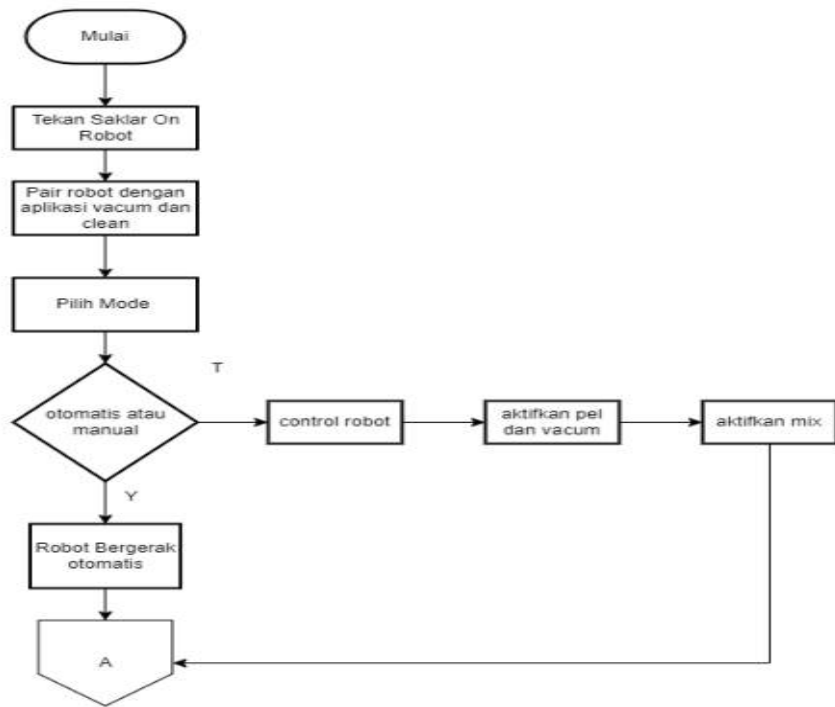 Mulai
Tekan Saklar On
Robot
Pair robot dengan
aplikasi vacum dan
clean
Pilih Mode
T
otomatis atau
manual
control robot
aktifkan pel
dan vacum
aktifkan mix
Y
Robot Bergerak
otomatis
A